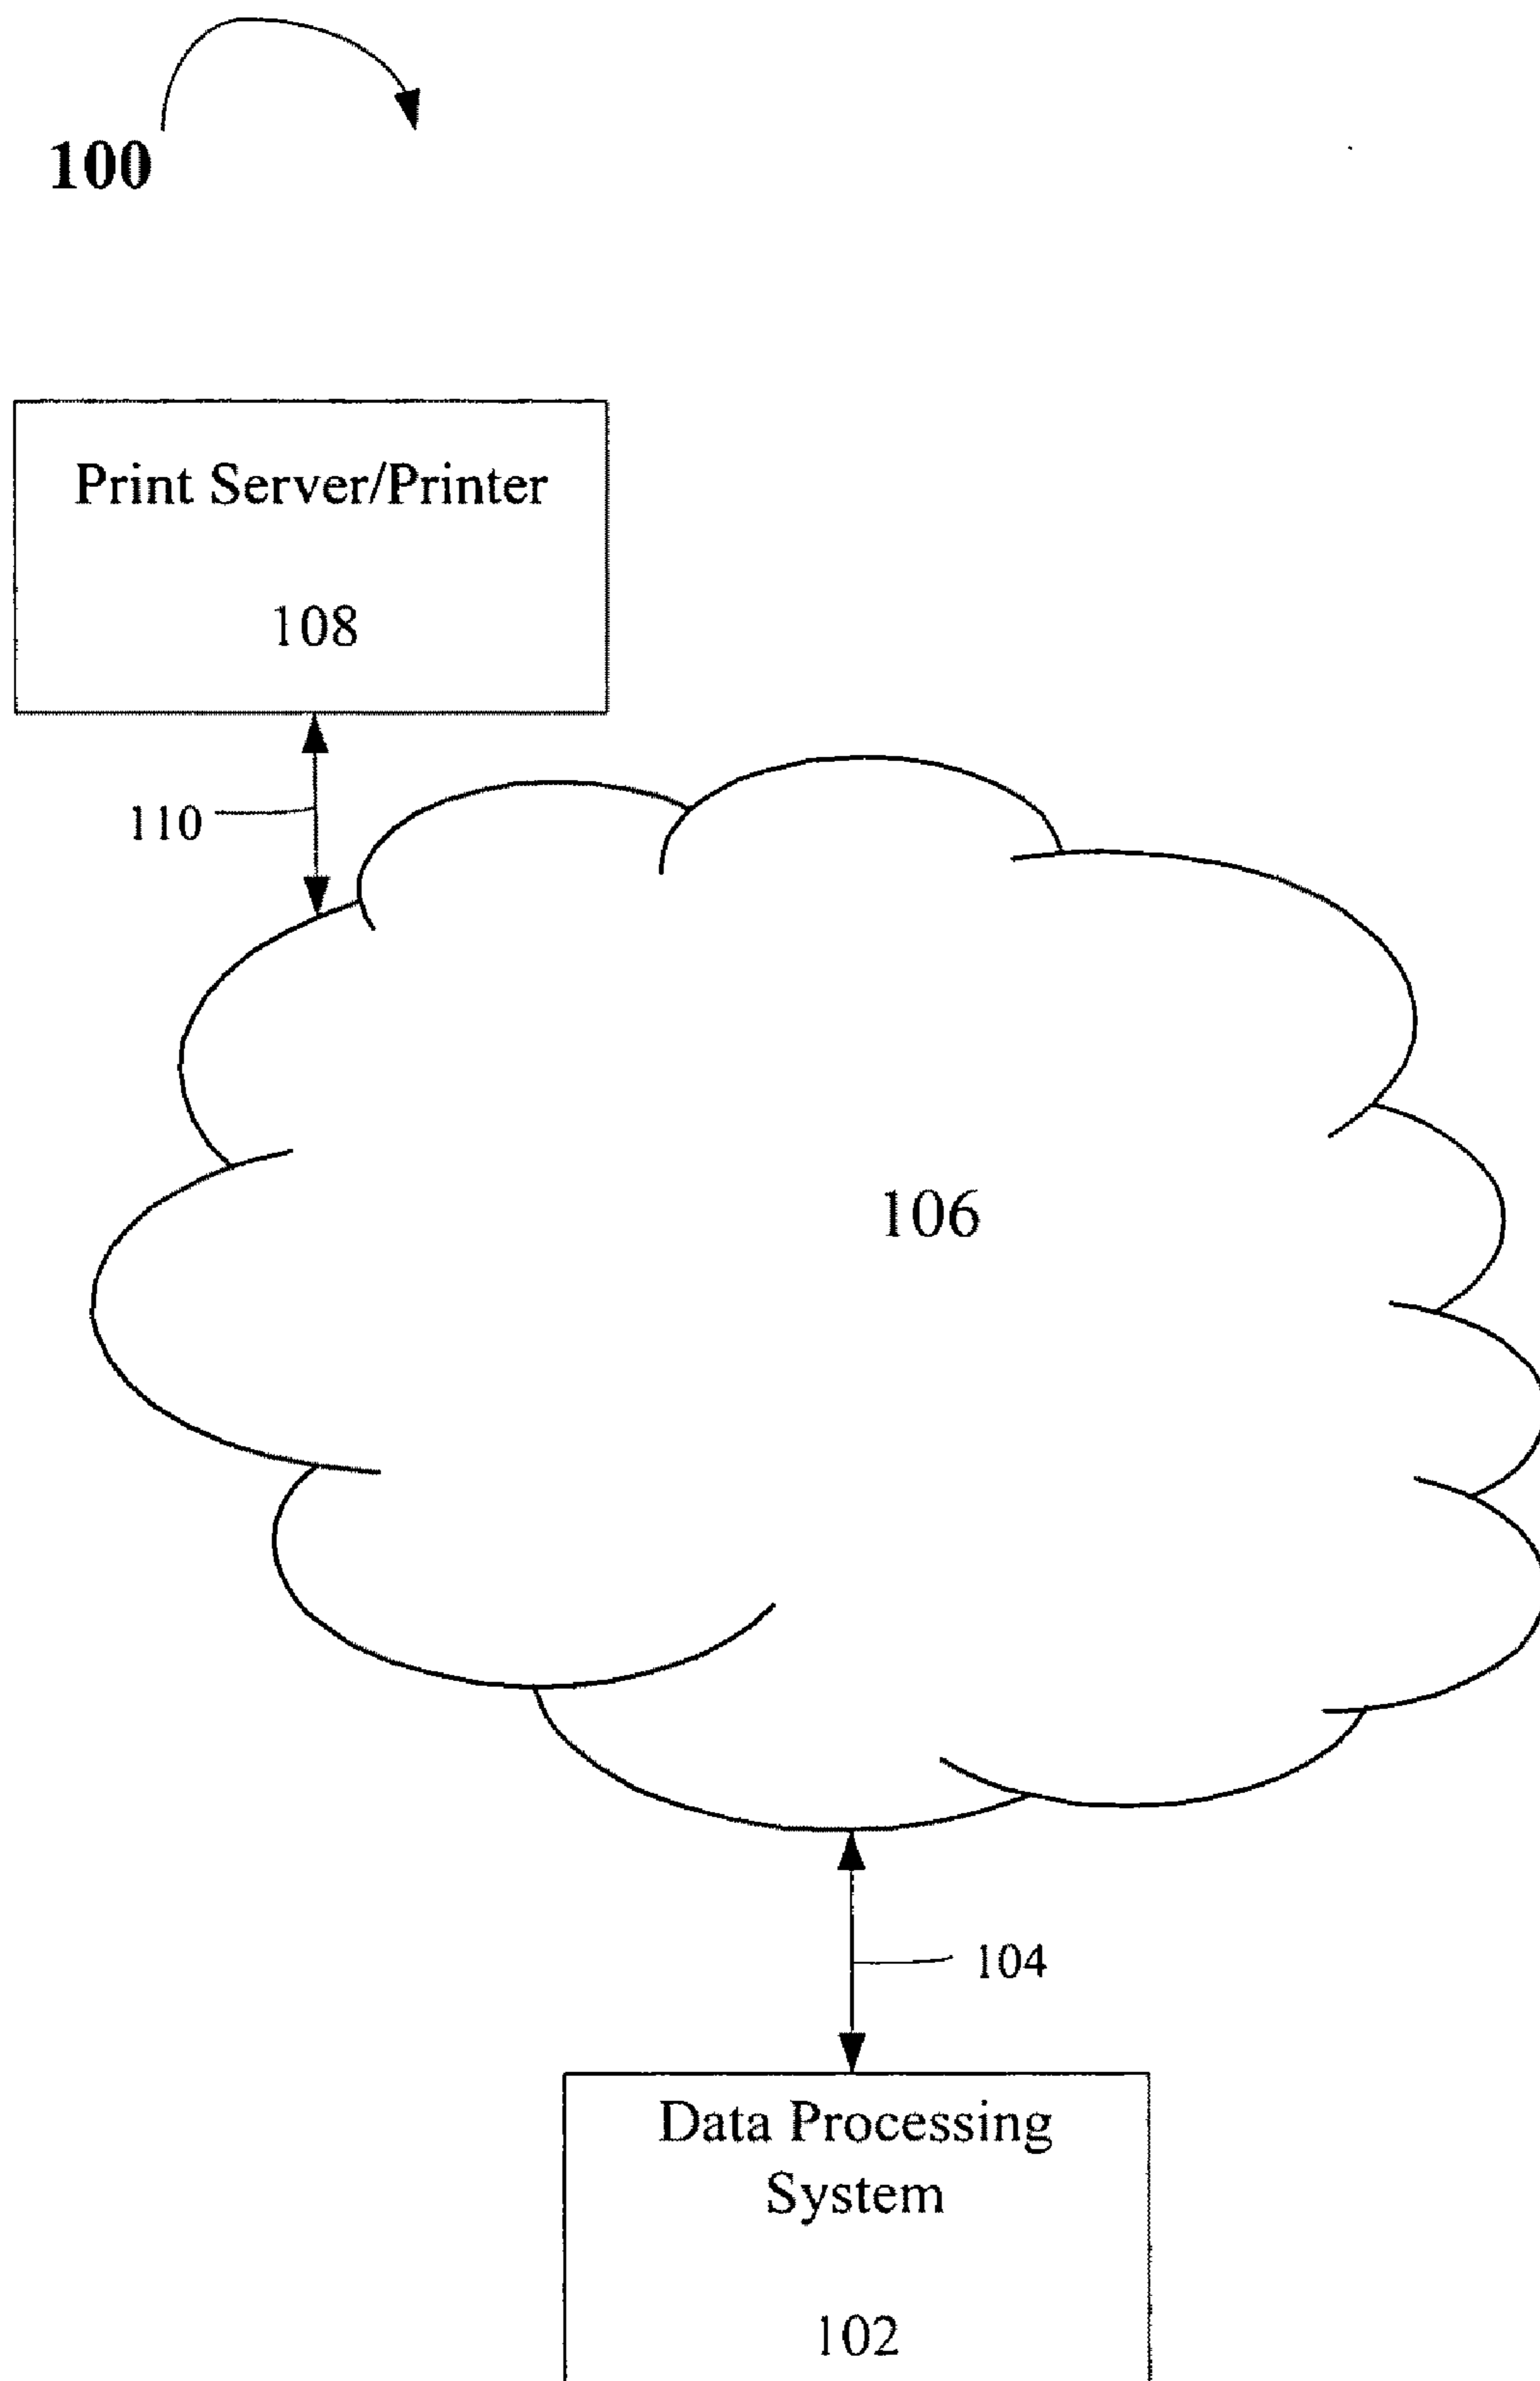 100
Print Server/Printer
108
110
106
104
Data Processing
System
102